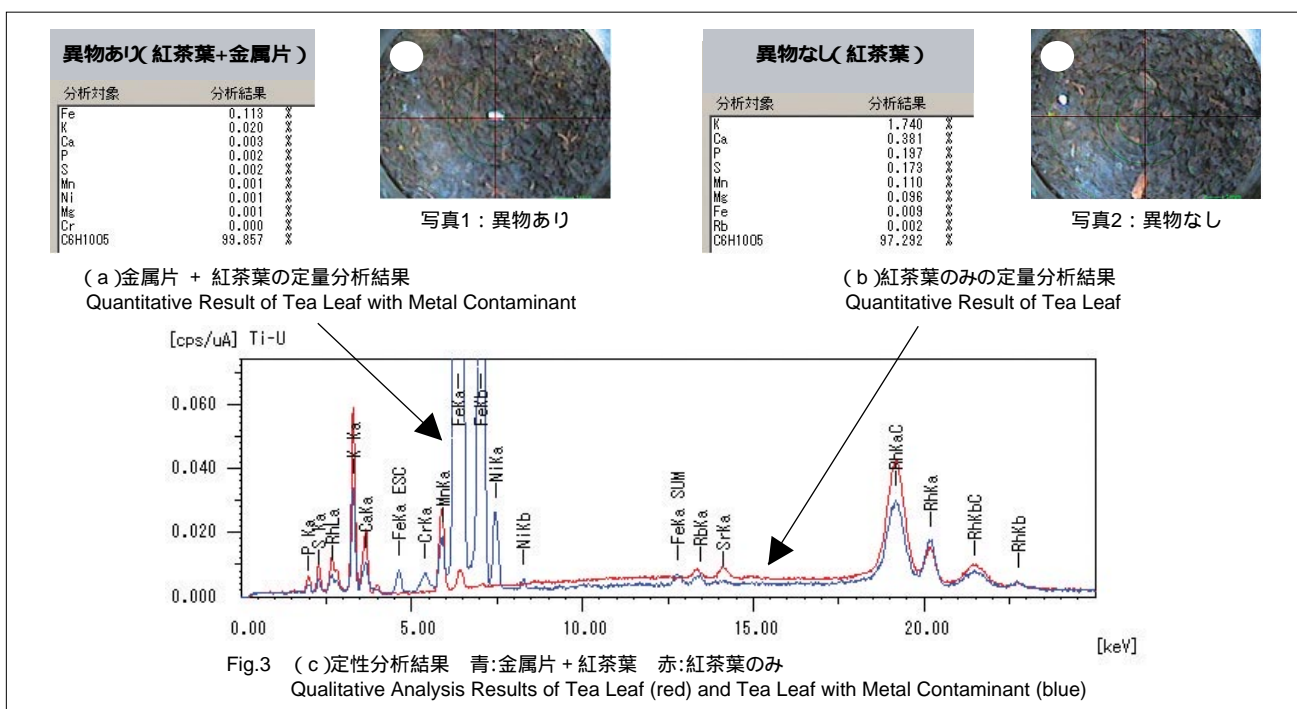 異物あり(紅茶葉+金属片)
分析対象 分析結果
Fe 0.113 %
K 0.020 %
Ca 0.003 %
P 0.002 %
S 0.002 %
Mn 0.001 %
Ni 0.001 %
Mg 0.001 %
Cr 0.000 %
C6H10O5 99.857 %
写真1:異物あり
異物なし(紅茶葉)
分析対象 分析結果
K 1.740 %
Ca 0.381 %
P 0.197 %
S 0.173 %
Mn 0.110 %
Mg 0.096 %
Fe 0.009 %
Rb 0.002 %
C6H10O5 97.292 %
写真2:異物なし
(a)金属片 + 紅茶葉の定量分析結果
Quantitative Result of Tea Leaf with Metal Contaminant
(b)紅茶葉のみの定量分析結果
Quantitative Result of Tea Leaf
[cps/uA] Ti-U
0.060
0.040
0.020
0.000
P Ka
S Ka
RhLa
K Ka
CaKa
FeKa ESC
CrKa
MnKa
FeKa
FeKb
NiKa
NiKb
FeKa SUM
RbKa
SrKa
RhKaC
RhKa
RhKbC
RhKb
0.00 5.00 10.00 15.00 20.00
[keV]
Fig.3 (c)定性分析結果 青:金属片+紅茶葉 赤:紅茶葉のみ
Qualitative Analysis Results of Tea Leaf (red) and Tea Leaf with Metal Contaminant (blue)